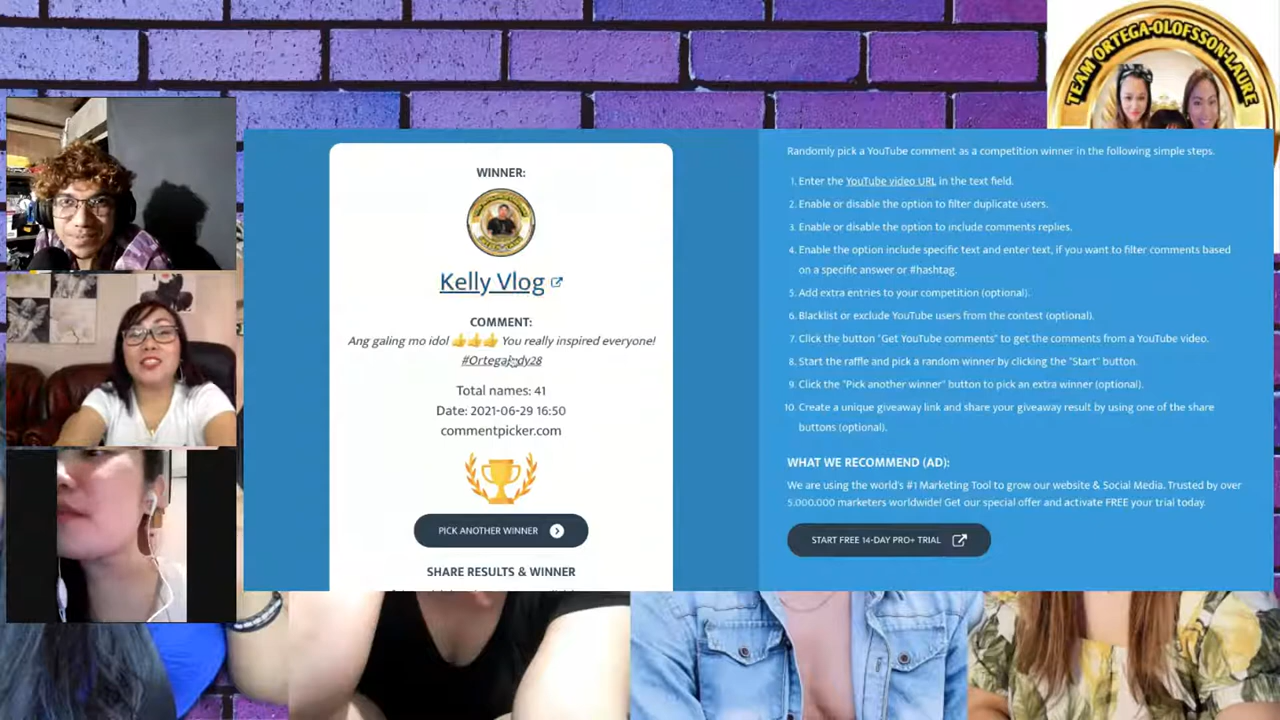 TEAM ORTEGA-OLOFSSON-LAURE
WINNER:
Kelly Vlog
COMMENT:
Ang galing mo idol 👍👍👍 You really inspired everyone!
Total names: 41
Date: 2021-06-29 16:50
commentpicker.com
PICK ANOTHER WINNER
SHARE RESULTS & WINNER
Randomly pick a YouTube comment as a competition winner in the following simple steps.
1. Enter the YouTube video URL in the text field.
2. Enable or disable the option to filter duplicate users.
3. Enable or disable the option to include comments replies.
4. Enable the option include specific text and enter text, if you want to filter comments based
on a specific answer or #hashtag.
5. Add extra entries to your competition (optional).
6. Blacklist or exclude YouTube users from the contest (optional).
7. Click the button "Get YouTube comments" to get the comments from a YouTube video.
8. Start the raffle and pick a random winner by clicking the "Start" button.
9. Click the "Pick another winner" button to pick an extra winner (optional).
10. Create a unique giveaway link and share your giveaway result by using one of the share
buttons (optional).
WHAT WE RECOMMEND (AD):
We are using the world's #1 Marketing Tool to grow our website & Social Media. Trusted by over
5.000.000 marketers worldwide! Get our special offer and activate FREE your trial today.
START FREE 14-DAY PRO+ TRIAL